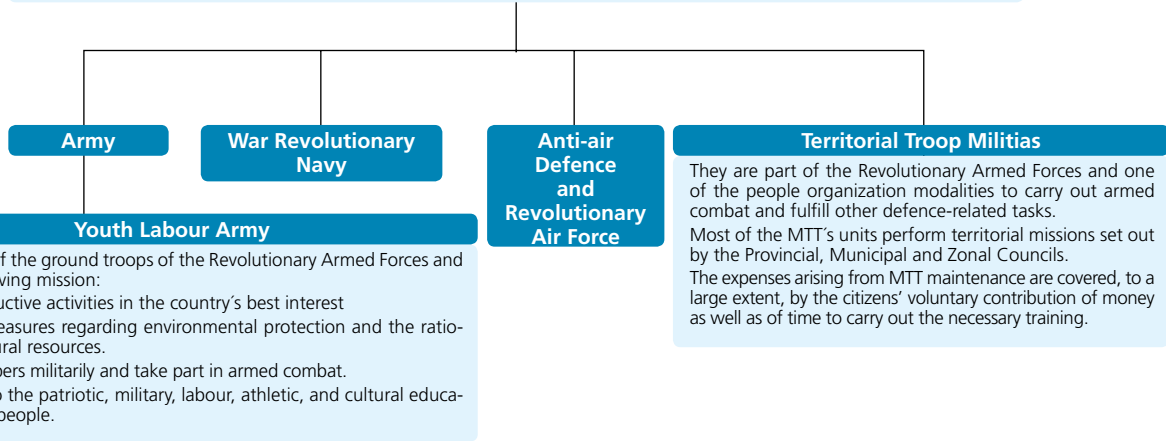 Army
War Revolutionary
Navy
Anti-air
Defence
and
Revolutionary
Air Force
Territorial Troop Militias
They are part of the Revolutionary Armed Forces and one
of the people organization modalities to carry out armed
combat and fulfill other defence-related tasks.
Most of the MTT´s units perform territorial missions set out
by the Provincial, Municipal and Zonal Councils.
The expenses arising from MTT maintenance are covered, to a
large extent, by the citizens’ voluntary contribution of money
as well as of time to carry out the necessary training.
Youth Labour Army
the ground troops of the Revolutionary Armed Forces and
mission:
activities in the country´s best interest
regarding environmental protection and the ratio-
resources.
militarily and take part in armed combat.
the patriotic, military, labour, athletic, and cultural educa-
people.